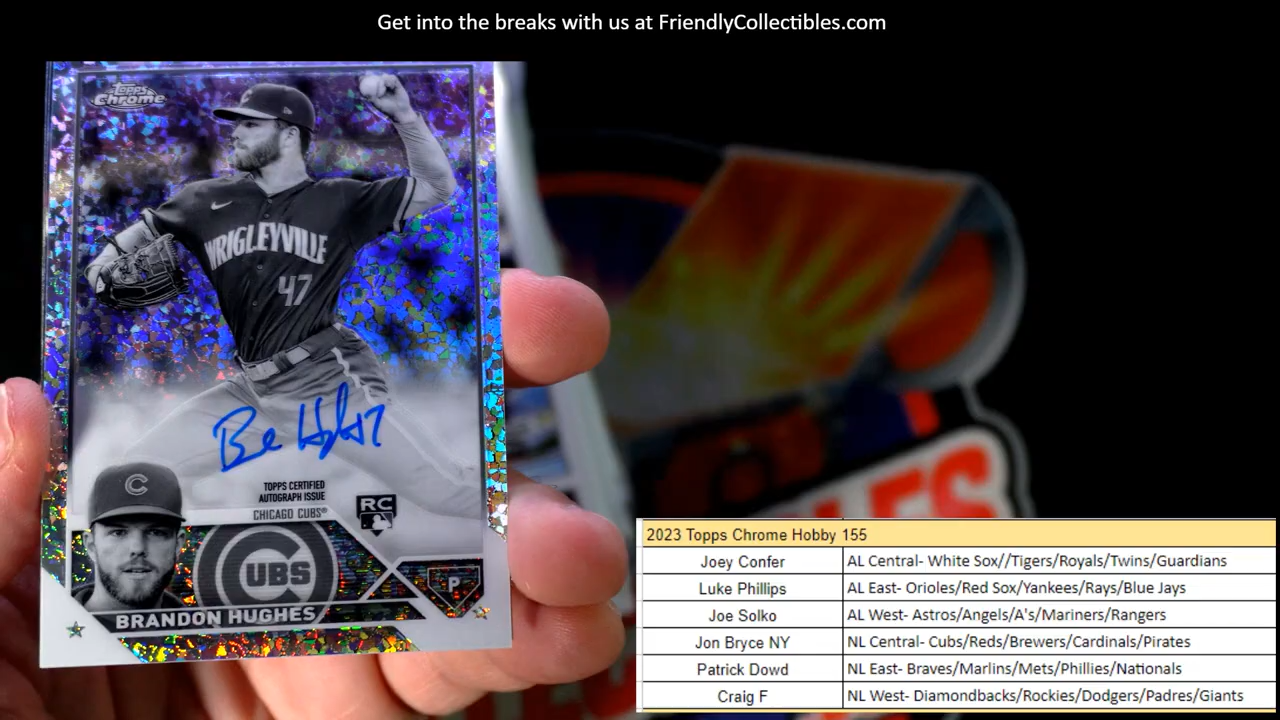 Get into the breaks with us at FriendlyCollectibles.com
Topps
Chrome
WRIGLEYVILLE
47
TOPPS CERTIFIED
AUTOGRAPH ISSUE
CHICAGO CUBS®
RC
C
CUBS
P
BRANDON HUGHES
2023 Topps Chrome Hobby 155
Joey Confer AL Central- White Sox//Tigers/Royals/Twins/Guardians
Luke Phillips AL East- Orioles/Red Sox/Yankees/Rays/Blue Jays
Joe Solko AL West- Astros/Angels/A's/Mariners/Rangers
Jon Bryce NY NL Central- Cubs/Reds/Brewers/Cardinals/Pirates
Patrick Dowd NL East- Braves/Marlins/Mets/Phillies/Nationals
Craig F NL West- Diamondbacks/Rockies/Dodgers/Padres/Giants